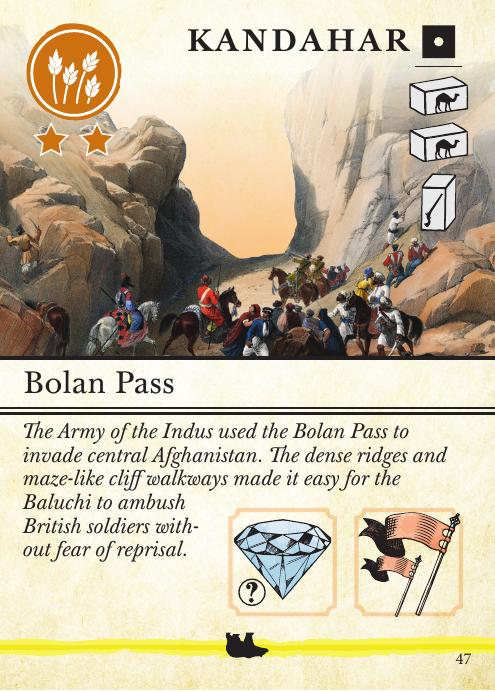 KANDAHAR
Bolan Pass
The Army of the Indus used the Bolan Pass to
invade central Afghanistan. The dense ridges and
maze-like cliff walkways made it easy for the
Baluchi to ambush
British soldiers with-
out fear of reprisal.
?
47